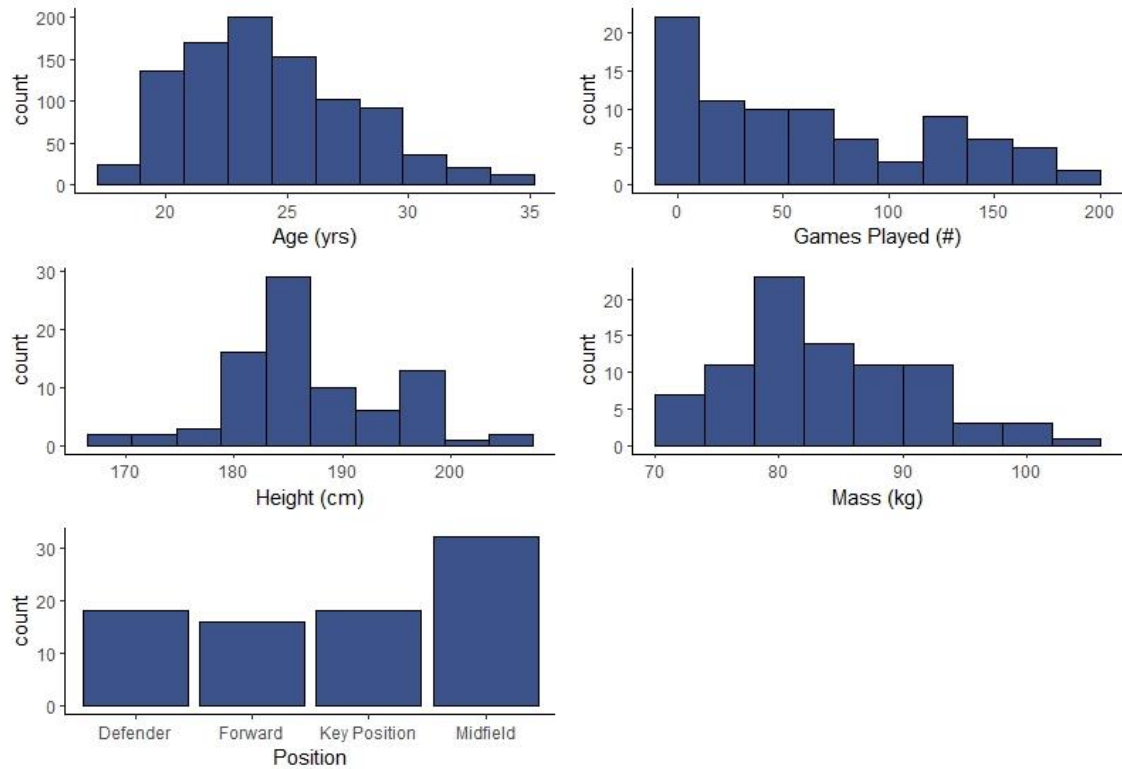 count
200
150
100
50
0
20
25
30
35
Age (yrs)
count
20
15
10
5
0
0
50
100
150
200
Games Played (#)
count
30
20
10
0
170
180
190
200
Height (cm)
count
20
15
10
5
0
70
80
90
100
Mass (kg)
count
30
20
10
0
Defender
Forward
Key Position
Midfield
Position